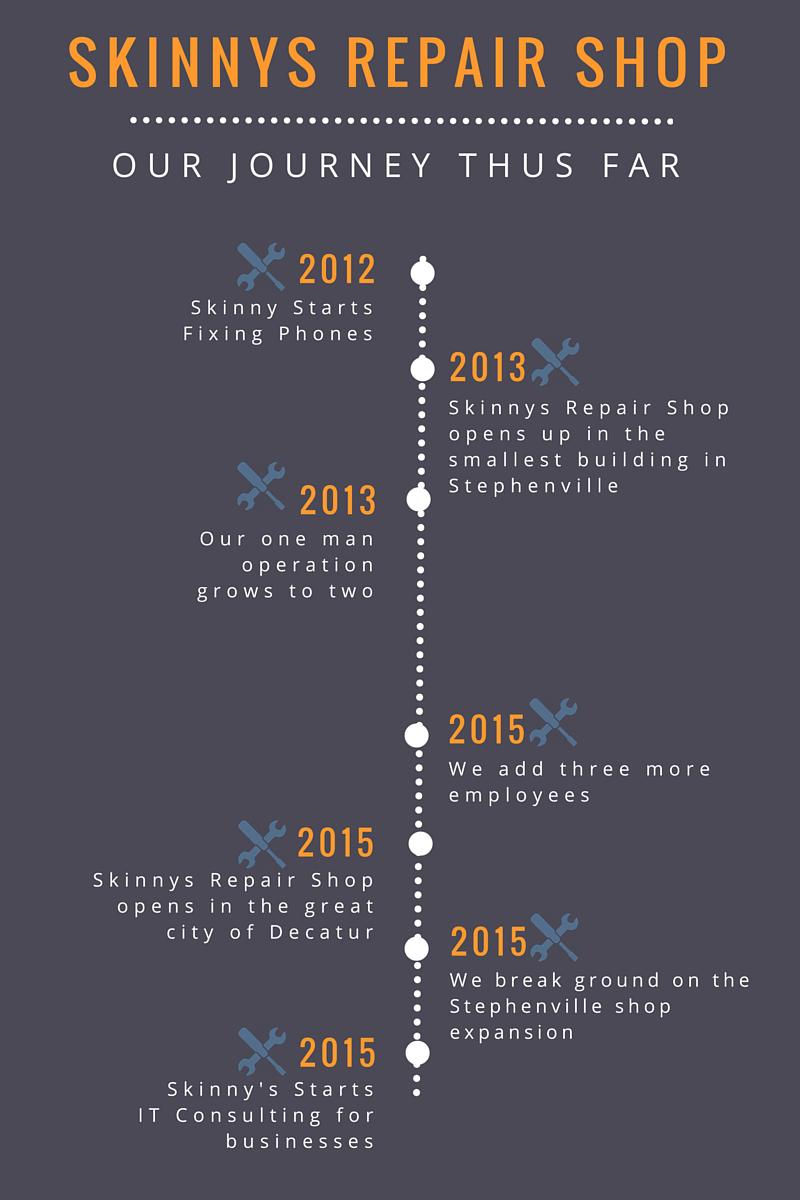 SKINNYS REPAIR SHOP
OUR JOURNEY THUS FAR
2012
Skinny Starts
Fixing Phones
2013
Skinnys Repair Shop
opens up in the
smallest building in
Stephenville
2013
Our one man
operation
grows to two
2015
We add three more
employees
2015
Skinnys Repair Shop
opens in the great
city of Decatur
2015
We break ground on the
Stephenville shop
expansion
2015
Skinny's Starts
IT Consulting for
businesses